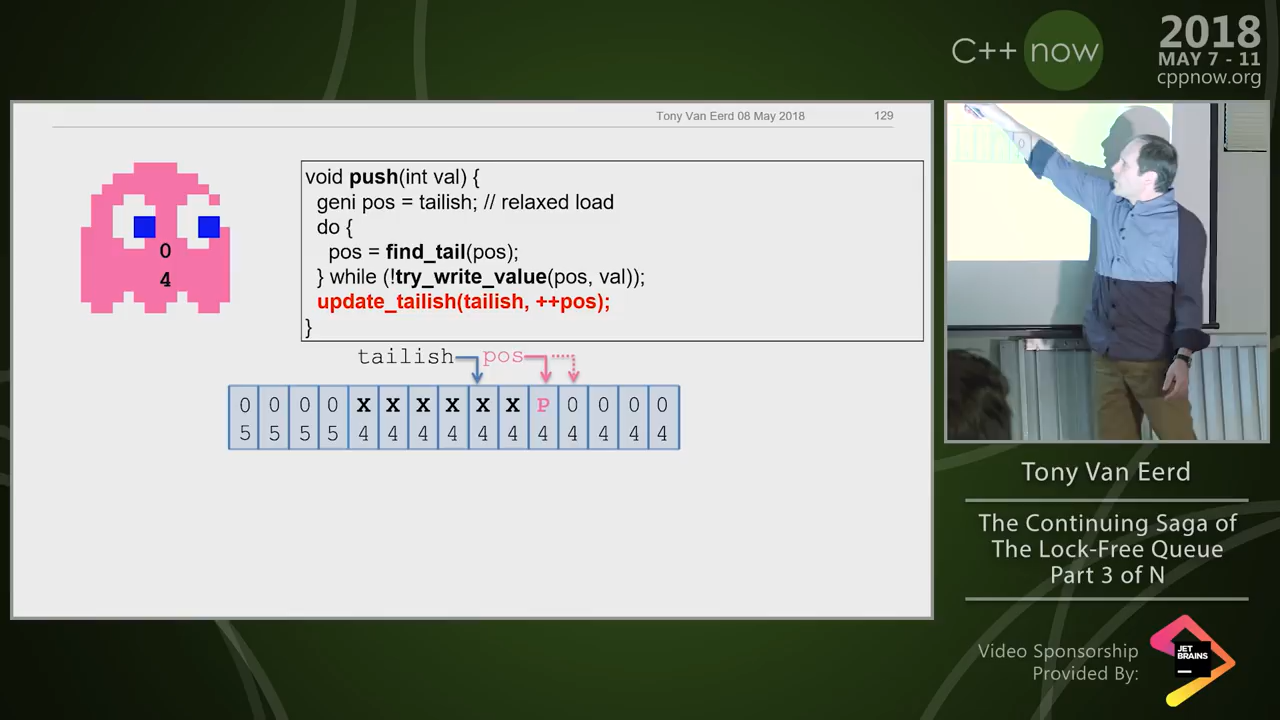 C++ now
2018
MAY 7 - 11
cppnow.org
Tony Van Eerd 08 May 2018 129
0
4
void push(int val) {
geni pos = tailish; // relaxed load
do {
pos = find_tail(pos);
} while (!try_write_value(pos, val));
update_tailish(tailish, ++pos);
}
tailish pos
0 0 0 0 X X X X X X P 0 0 0 0
5 5 5 5 4 4 4 4 4 4 4 4 4 4 4
Tony Van Eerd
The Continuing Saga of
The Lock-Free Queue
Part 3 of N
Video Sponsorship
Provided By:
JET
BRAINS